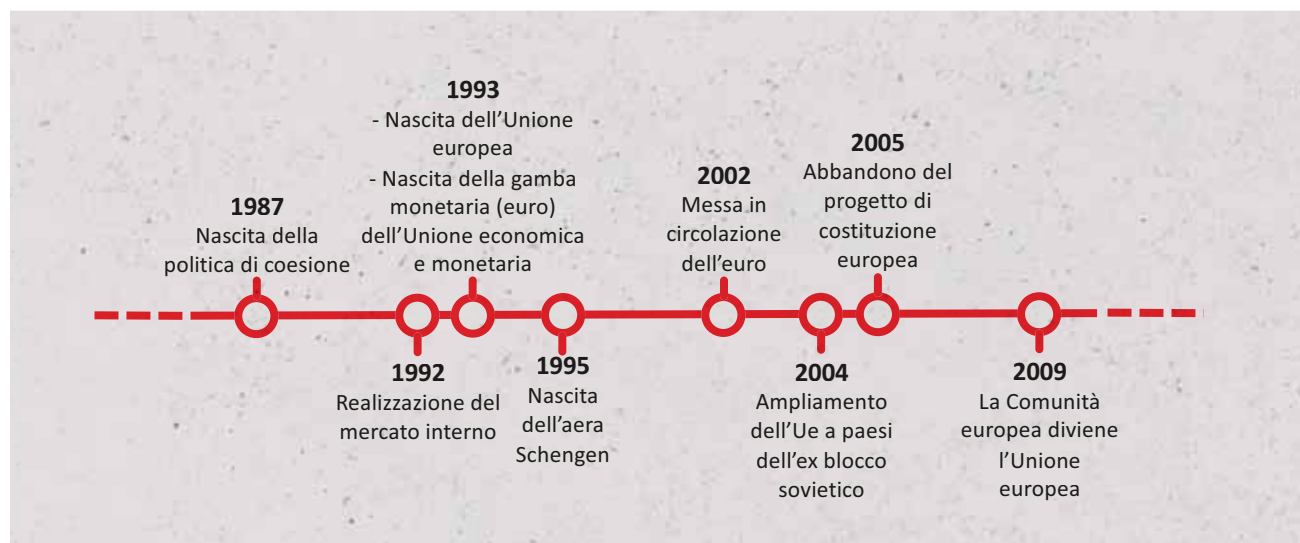 1987
Nascita della
politica di coesione
1992
Realizzazione del
mercato interno
1993
- Nascita dell’Unione
europea
- Nascita della gamba
monetaria (euro)
dell’Unione economica
e monetaria
1995
Nascita
dell’aera
Schengen
2002
Messa in
circolazione
dell’euro
2004
Ampliamento
dell’Ue a paesi
dell’ex blocco
sovietico
2005
Abbandono del
progetto di
costituzione
europea
2009
La Comunità
europea diviene
l’Unione
europea